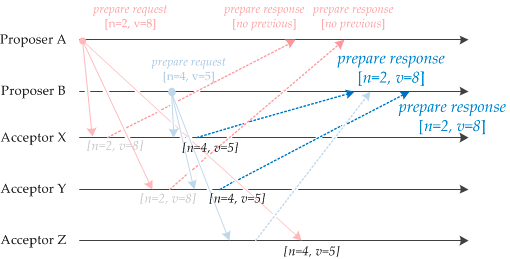 prepare request
[n=2, v=8]
prepare response
[no previous]
prepare response
[no previous]
Proposer A
prepare request
[n=4, v=5]
prepare response
[n=2, v=8]
Proposer B
prepare response
[n=2, v=8]
Acceptor X
[n=2, v=8]
[n=4, v=5]
Acceptor Y
[n=2, v=8]
[n=4, v=5]
Acceptor Z
[n=4, v=5]